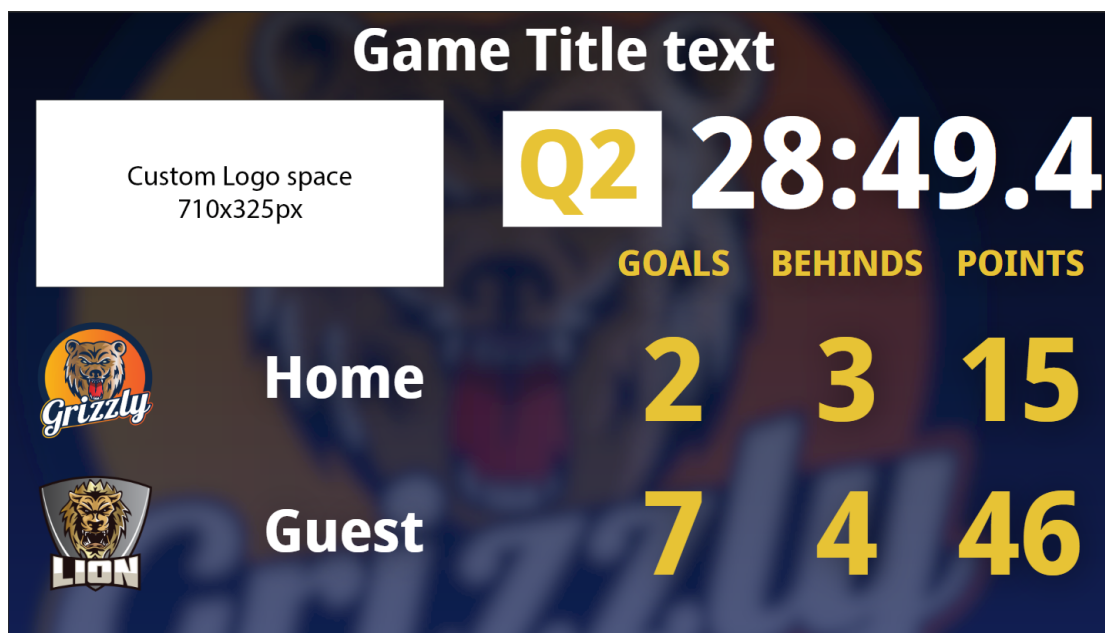 Game Title text
Custom Logo space
710x325px
Q2 28:49.4
GOALS BEHINDS POINTS
Grizzly
Home 2 3 15
LION
Guest 7 4 46
Grizzly